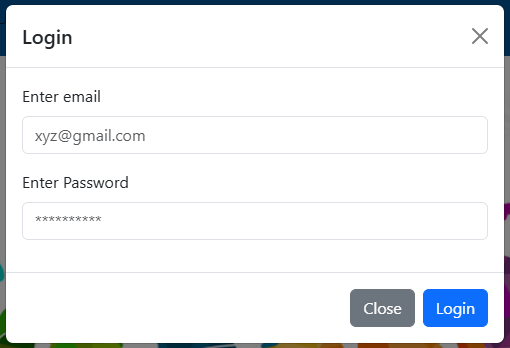 Login
Enter email
xyz@gmail.com
Enter Password
**********
Close Login